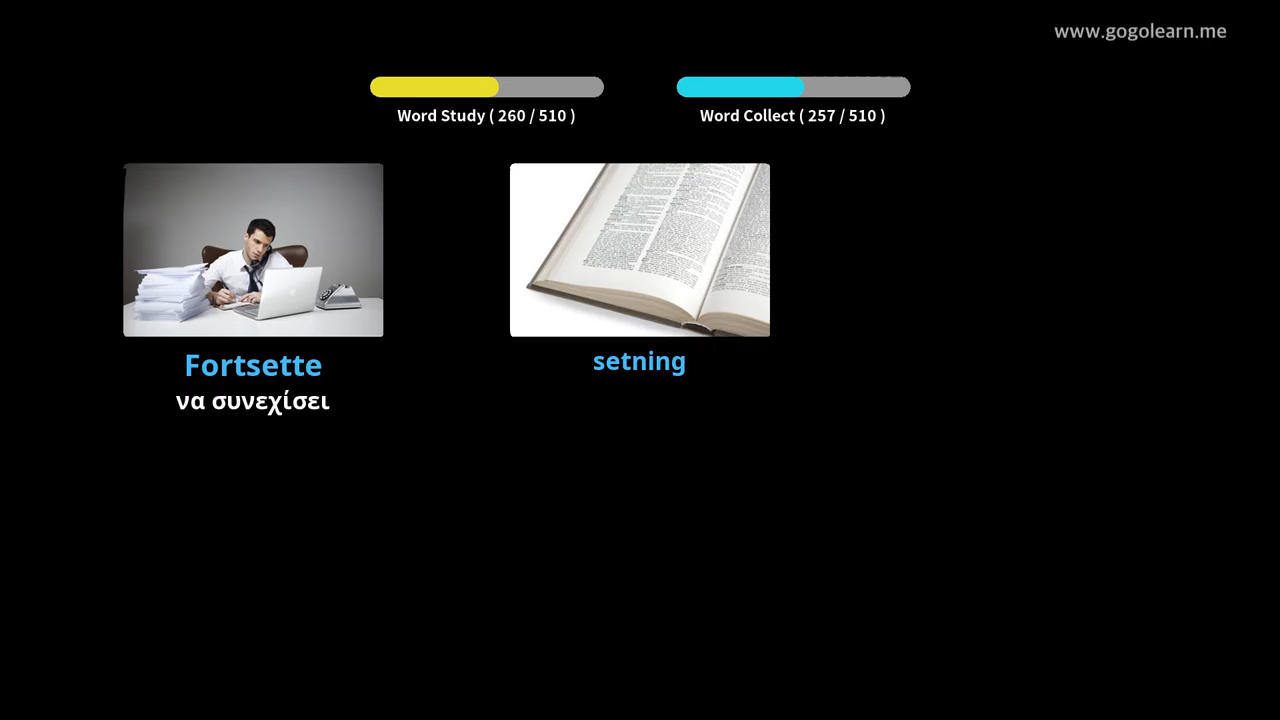 www.gogolearn.me
Word Study ( 260 / 510 )
Word Collect ( 257 / 510 )
Fortsette
να συνεχίσει
setning